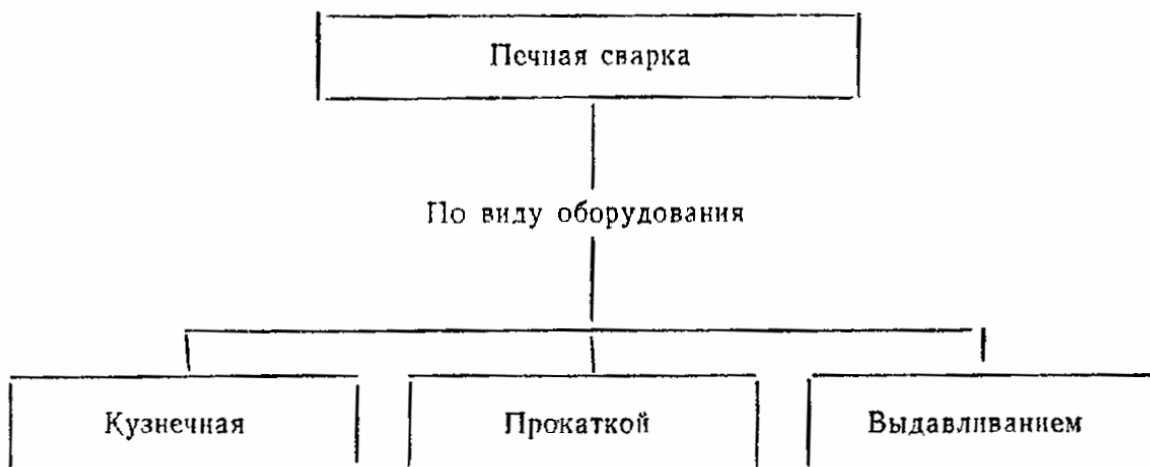 Печная сварка
По виду оборудования
Кузнечная
Прокаткой
Выдавливанием